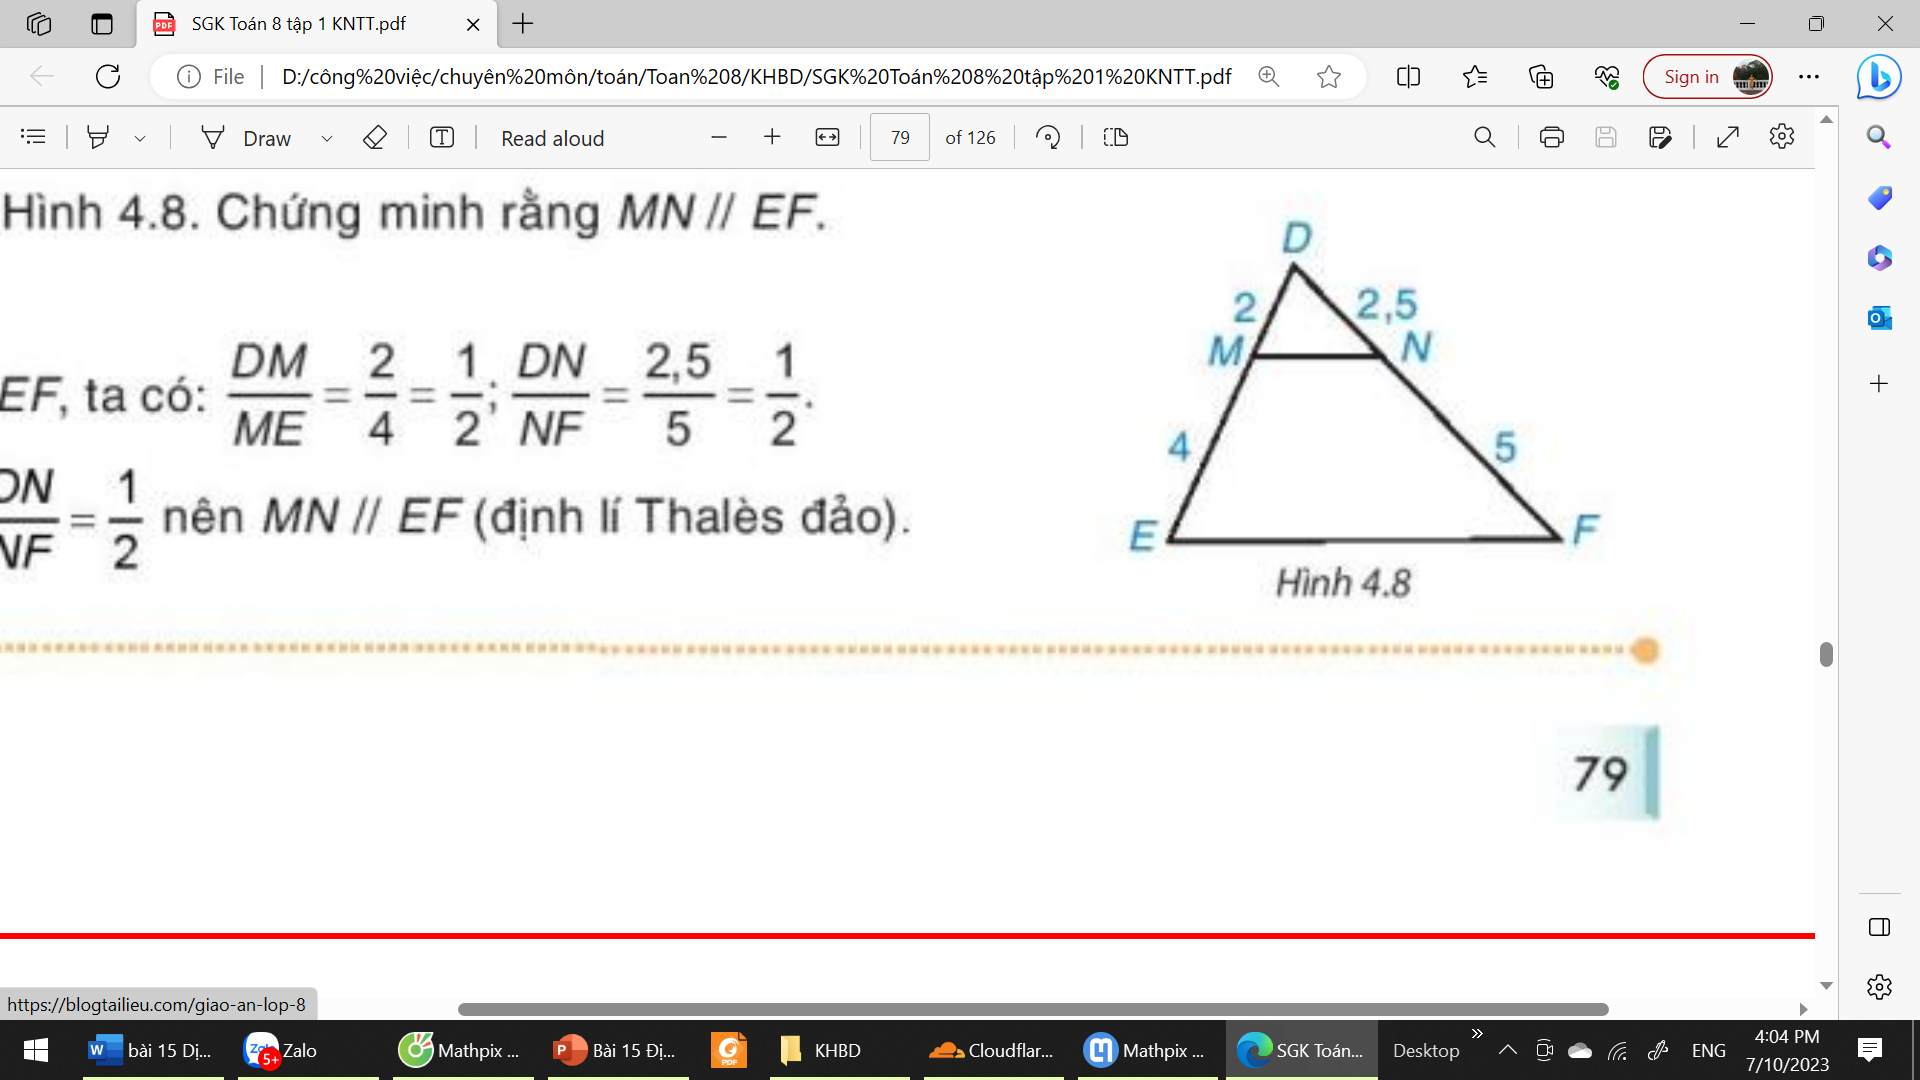 SGK Toán 8 tập 1 KNTT.pdf
File
D:/công%20việc/chuyên%20môn/toán/Toan%208/KHBD/SGK%20Toán%208%20tập%201%20KNTT.pdf
Sign in
Draw
Read aloud
79 of 126
Hình 4.8. Chứng minh rằng MN // EF.
EF, ta có: DM/ME = 2/4 = 1/2; DN/NF = 2,5/5 = 1/2.
DN/NF = 1/2 nên MN // EF (định lí Thalès đảo).
D
2
2,5
M
N
4
5
E
F
Hình 4.8
79
https://blogtailieu.com/giao-an-lop-8
bài 15 Dị...
5+
Zalo
Mathpix ...
Bài 15 Đị...
KHBD
Cloudflar...
Mathpix ...
SGK Toán...
Desktop
ENG
4:04 PM
7/10/2023